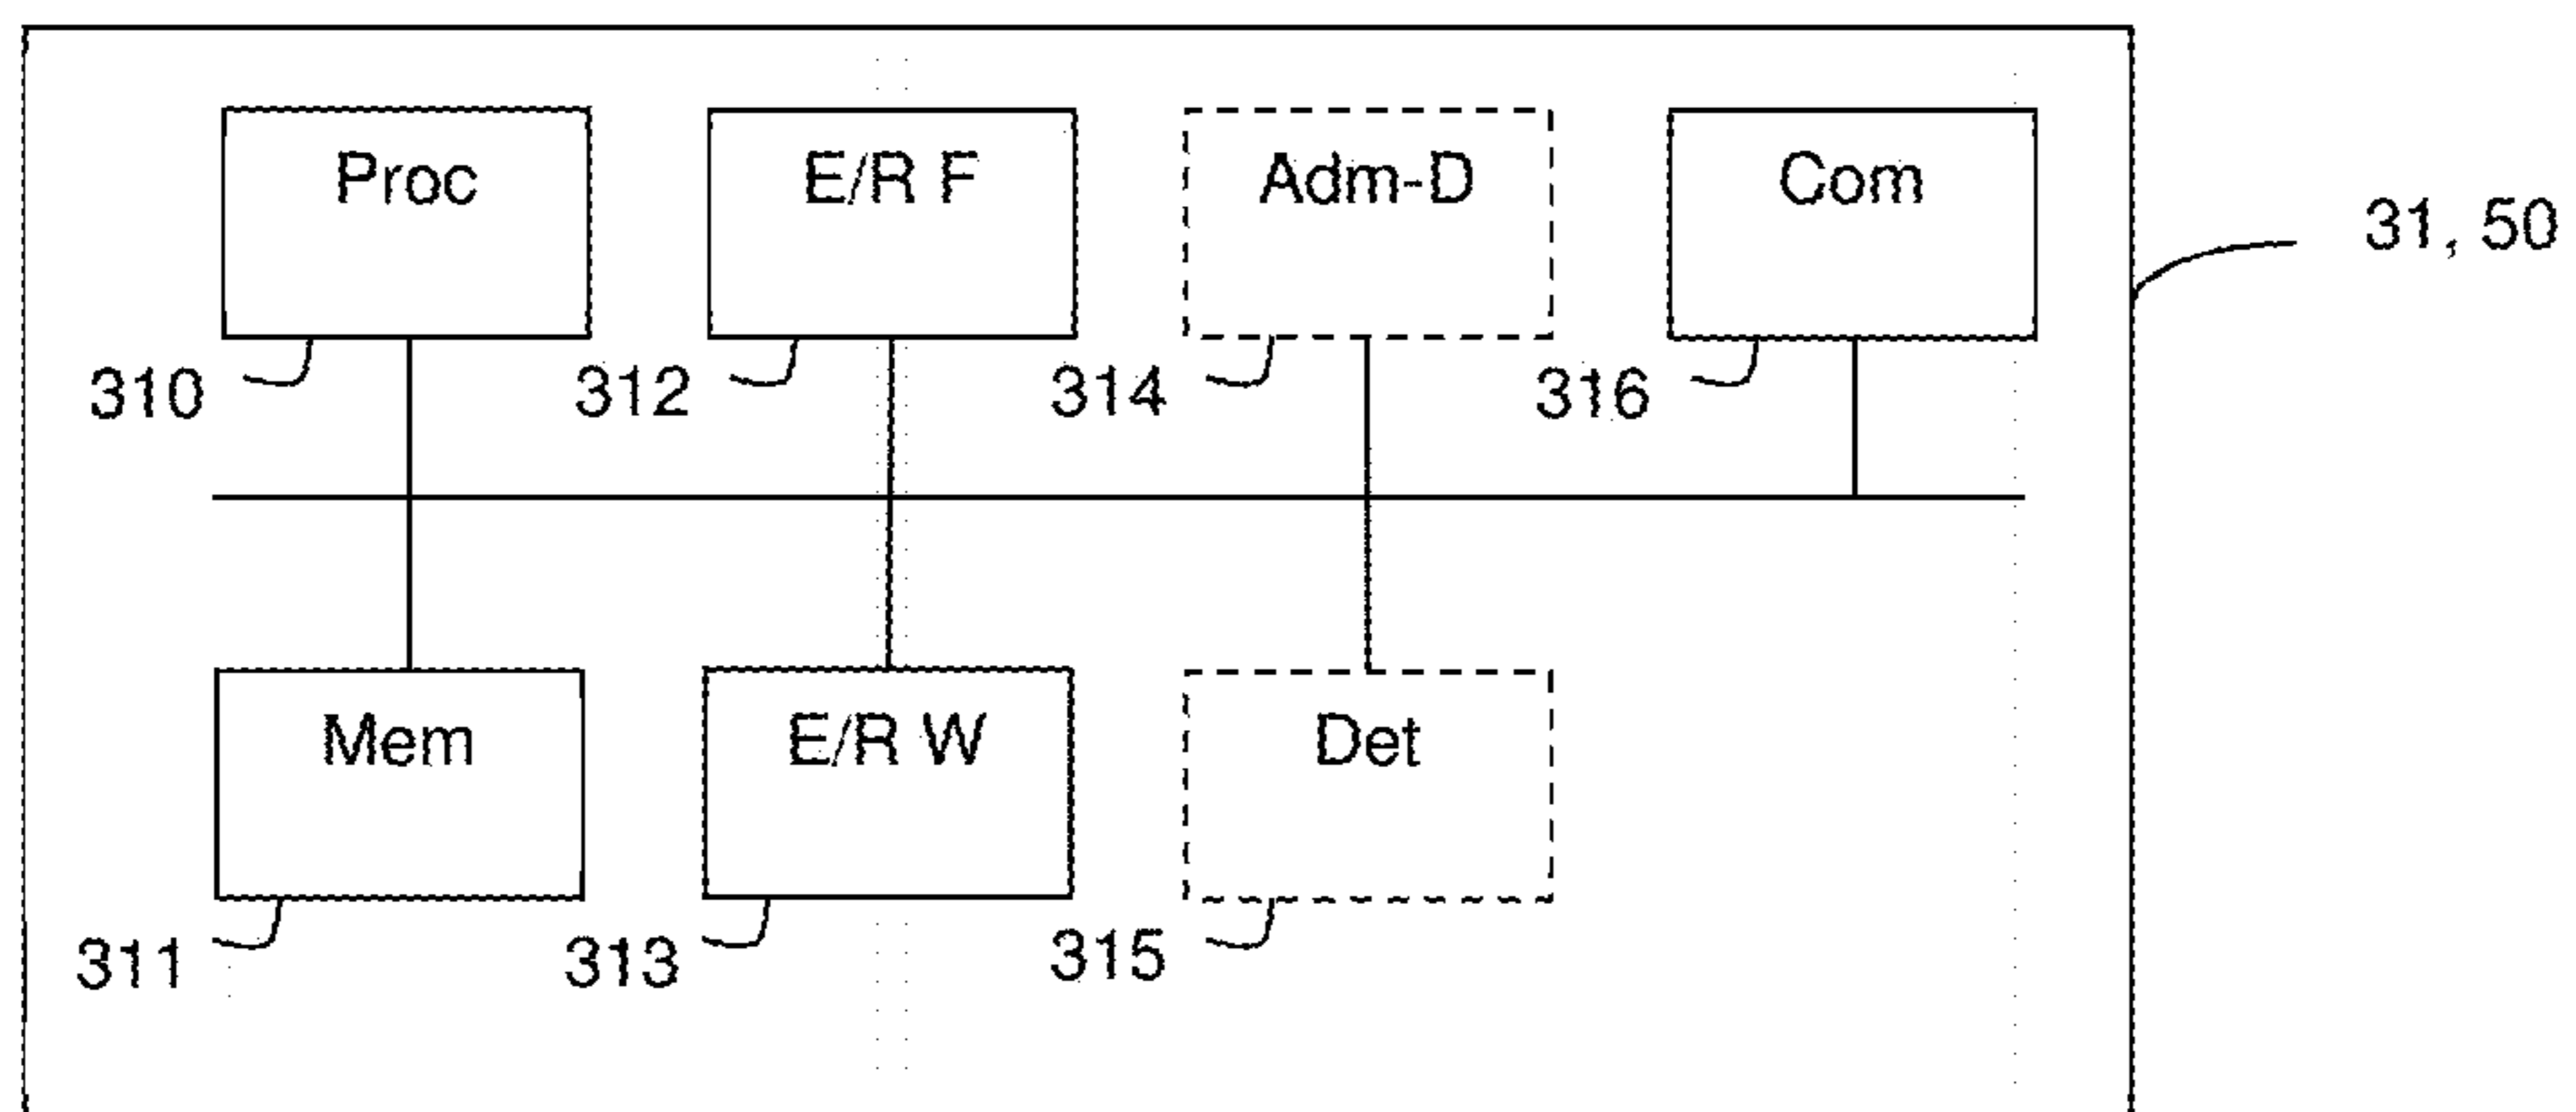 Proc
E/R F
Adm-D
Com
31, 50
310
312
314
316
Mem
E/R W
Det
311
313
315